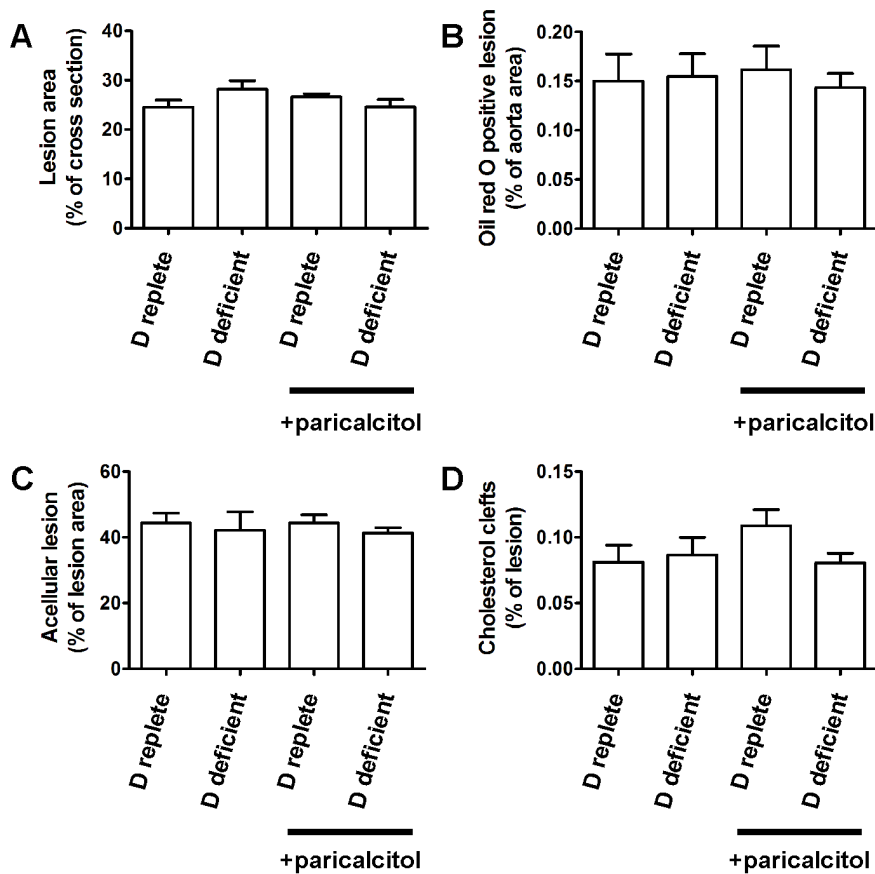 A
Lesion area
(% of cross section)
40
30
20
10
0
D replete
D deficient
D replete
D deficient
+paricalcitol
B
Oil red O positive lesion
(% of aorta area)
0.20
0.15
0.10
0.05
0.00
D replete
D deficient
D replete
D deficient
+paricalcitol
C
Acellular lesion
(% of lesion area)
60
40
20
0
D replete
D deficient
D replete
D deficient
+paricalcitol
D
Cholesterol clefts
(% of lesion)
0.15
0.10
0.05
0.00
D replete
D deficient
D replete
D deficient
+paricalcitol